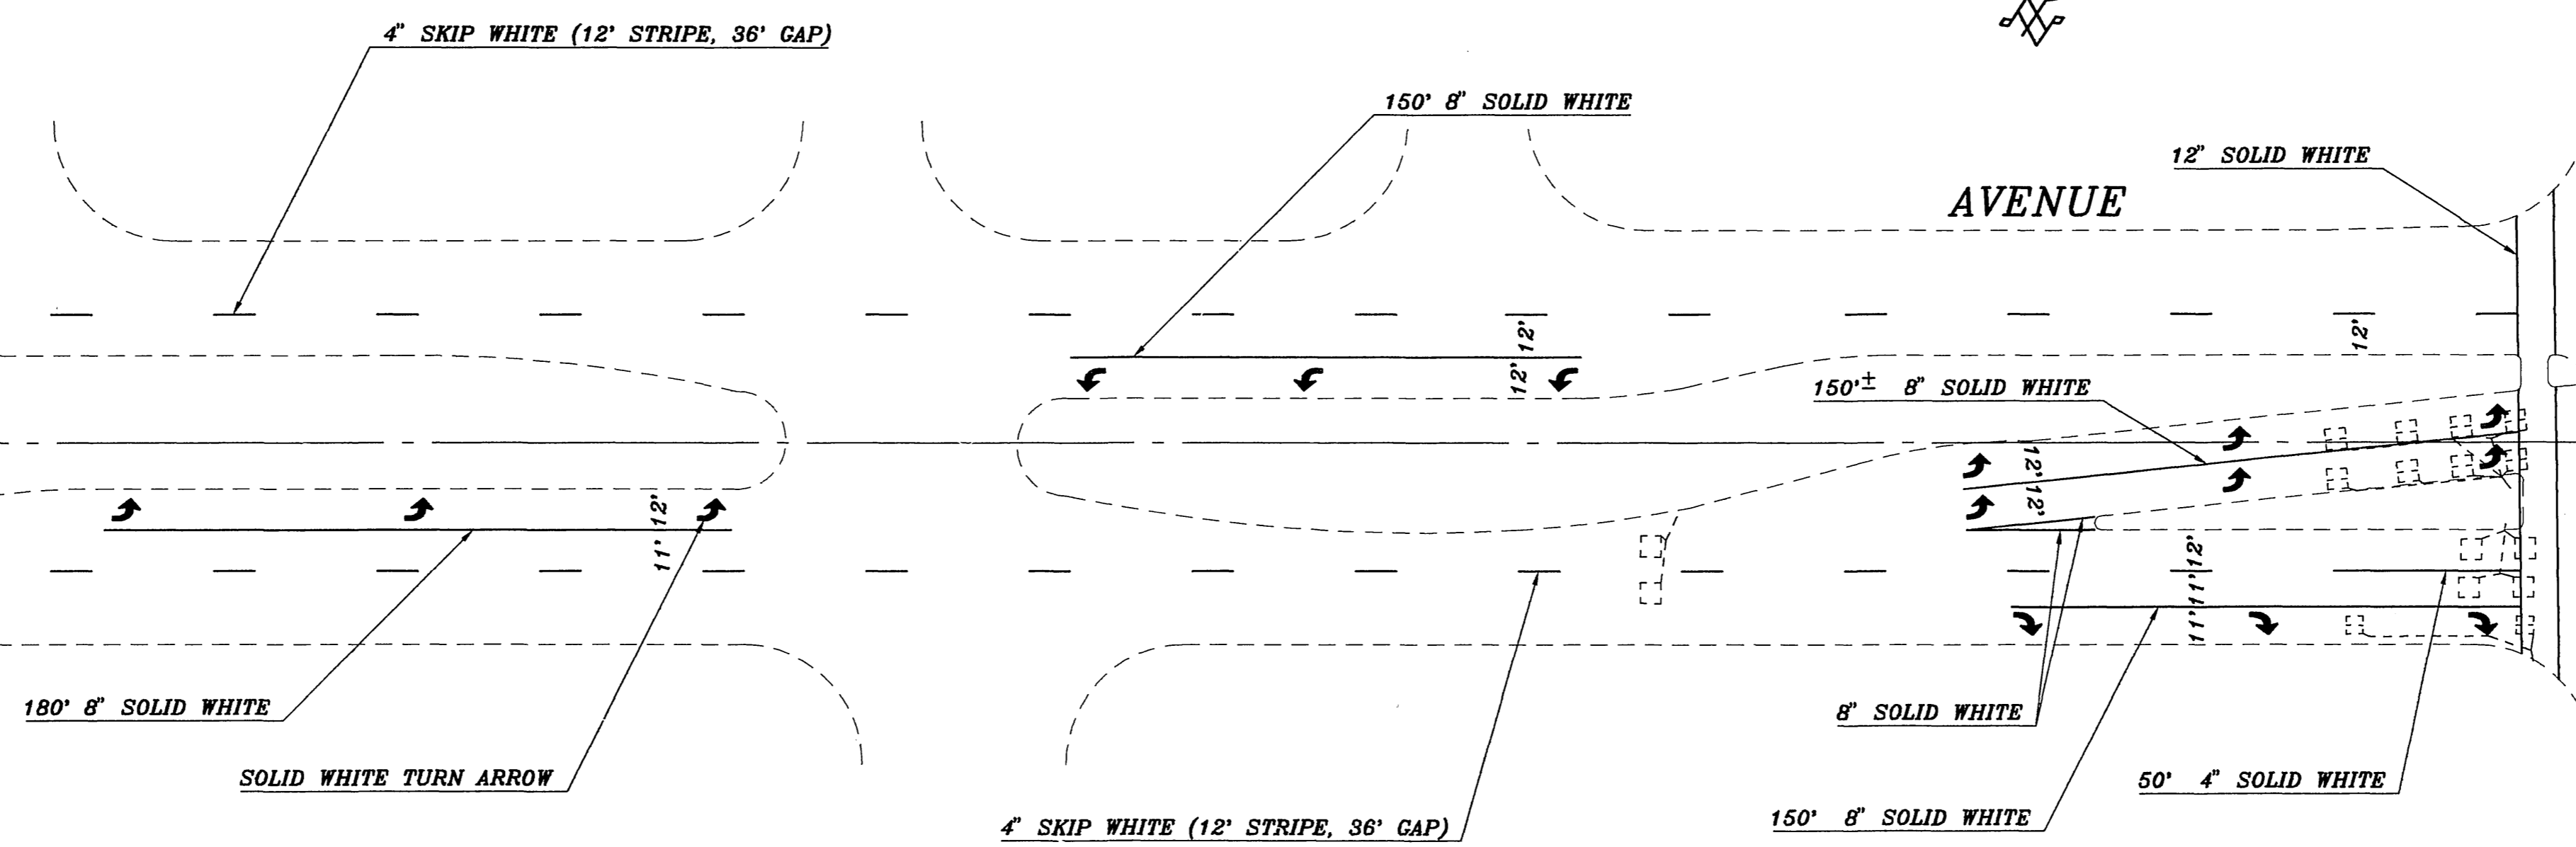 4" SKIP WHITE (12' STRIPE, 36' GAP)
150' 8" SOLID WHITE
12" SOLID WHITE
AVENUE
12'
12'
12'
150'± 8" SOLID WHITE
12'
12'
12'
11'
12'
11'
11'
180' 8" SOLID WHITE
8" SOLID WHITE
SOLID WHITE TURN ARROW
50' 4" SOLID WHITE
4" SKIP WHITE (12' STRIPE, 36' GAP)
150' 8" SOLID WHITE